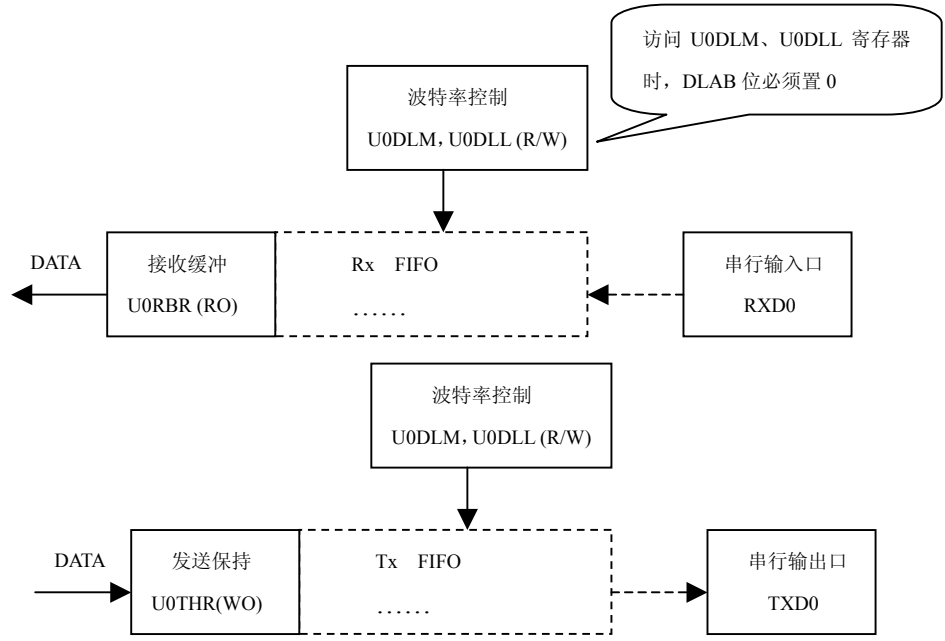 访问 U0DLM、U0DLL 寄存器
时，DLAB 位必须置 0
波特率控制
U0DLM，U0DLL (R/W)
DATA
接收缓冲
U0RBR (RO)
Rx FIFO
......
串行输入口
RXD0
波特率控制
U0DLM，U0DLL (R/W)
DATA
发送保持
U0THR(WO)
Tx FIFO
......
串行输出口
TXD0